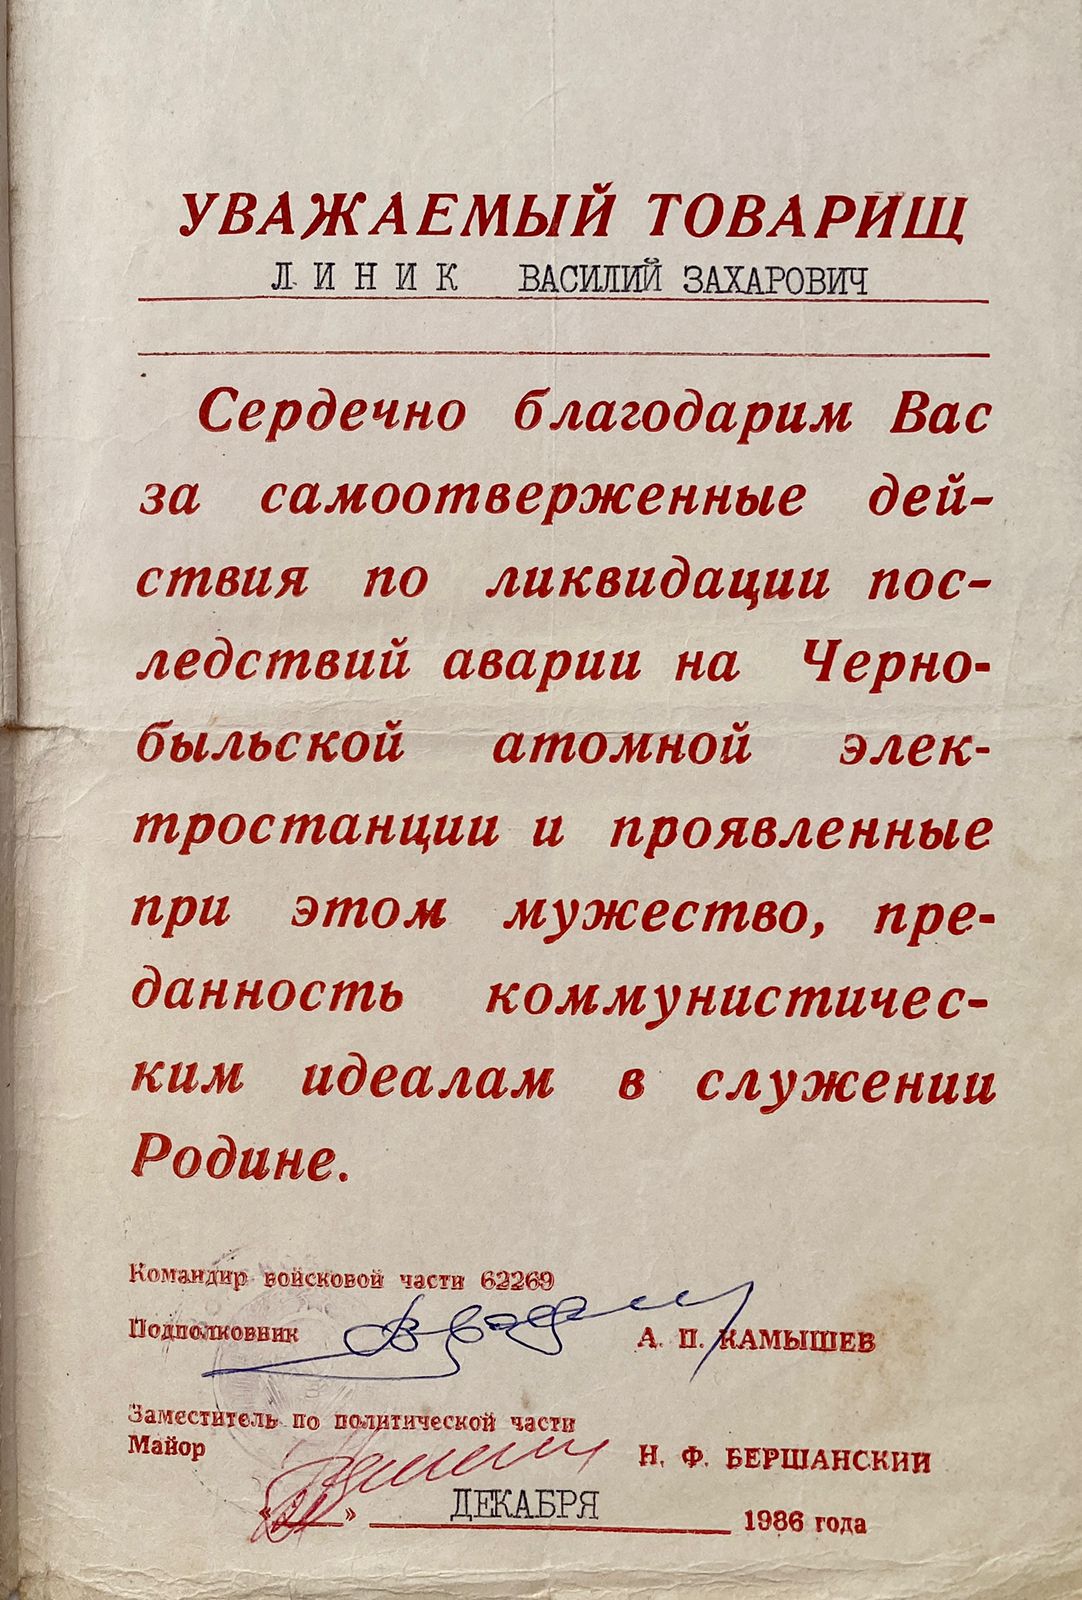 УВАЖАЕМЫЙ ТОВАРИЩ
ЛИНИК ВАСИЛИЙ ЗАХАРОВИЧ
Сердечно благодарим Вас
за самоотверженные дей-
ствия по ликвидации пос-
ледствий аварии на Черно-
быльской атомной элек-
тростанции и проявленные
при этом мужество, пре-
данность коммунистичес-
ким идеалам в служении
Родине.
Командир войсковой части 62269
Подполковник А. П. КАМЫШЕВ
Заместитель по политической части
Майор Н. Ф. БЕРШАНСКИЙ
« » ДЕКАБРЯ 1986 года